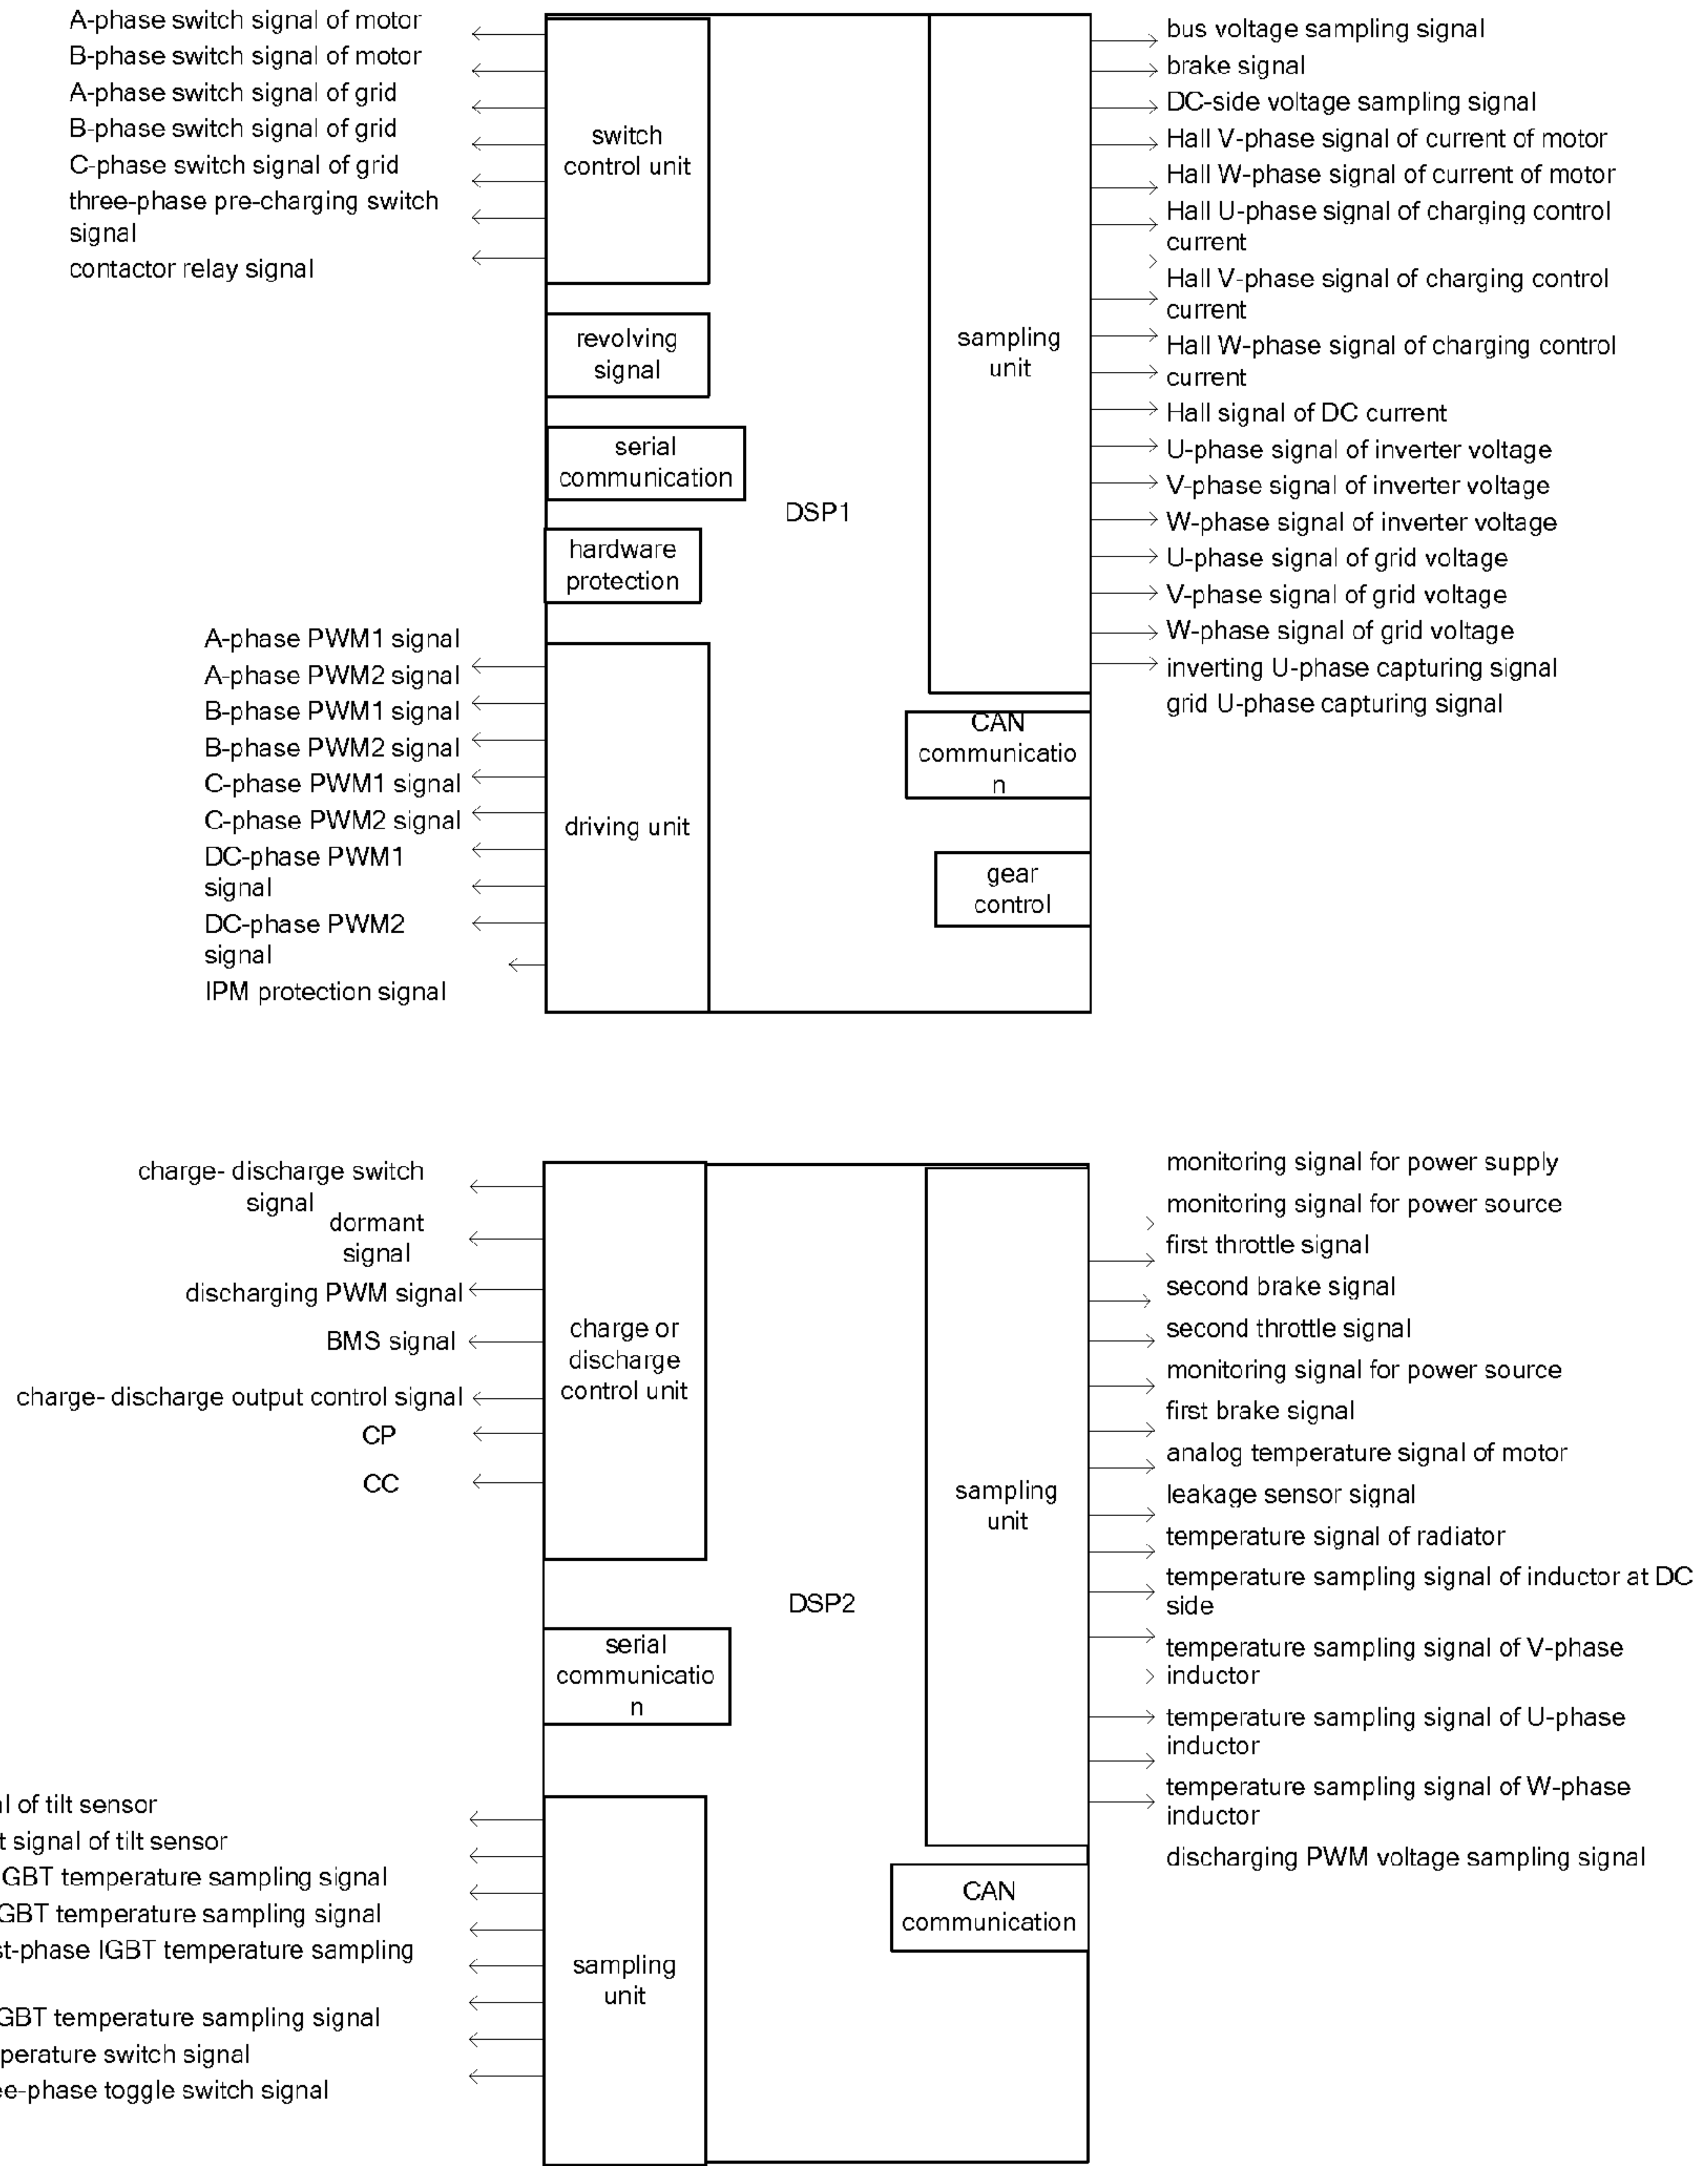 A-phase switch signal of motor
B-phase switch signal of motor
A-phase switch signal of grid
B-phase switch signal of grid
C-phase switch signal of grid
three-phase pre-charging switch
signal
contactor relay signal
switch
control unit
revolving
signal
serial
communication
hardware
protection
DSP1
A-phase PWM1 signal
A-phase PWM2 signal
B-phase PWM1 signal
B-phase PWM2 signal
C-phase PWM1 signal
C-phase PWM2 signal
DC-phase PWM1
signal
DC-phase PWM2
signal
IPM protection signal
driving unit
sampling
unit
bus voltage sampling signal
brake signal
DC-side voltage sampling signal
Hall V-phase signal of current of motor
Hall W-phase signal of current of motor
Hall U-phase signal of charging control
current
Hall V-phase signal of charging control
current
Hall W-phase signal of charging control
current
Hall signal of DC current
U-phase signal of inverter voltage
V-phase signal of inverter voltage
W-phase signal of inverter voltage
U-phase signal of grid voltage
V-phase signal of grid voltage
W-phase signal of grid voltage
inverting U-phase capturing signal
grid U-phase capturing signal
CAN
communicatio
n
gear
control
charge- discharge switch
signal
dormant
signal
discharging PWM signal
BMS signal
charge- discharge output control signal
CP
CC
charge or
discharge
control unit
serial
communicatio
n
DSP2
of tilt sensor
signal of tilt sensor
temperature sampling signal
temperature sampling signal
IGBT temperature sampling
temperature sampling signal
switch signal
toggle switch signal
sampling
unit
sampling
unit
monitoring signal for power supply
monitoring signal for power source
first throttle signal
second brake signal
second throttle signal
monitoring signal for power source
first brake signal
analog temperature signal of motor
leakage sensor signal
temperature signal of radiator
temperature sampling signal of inductor at DC
side
temperature sampling signal of V-phase
inductor
temperature sampling signal of U-phase
inductor
temperature sampling signal of W-phase
inductor
discharging PWM voltage sampling signal
CAN
communication